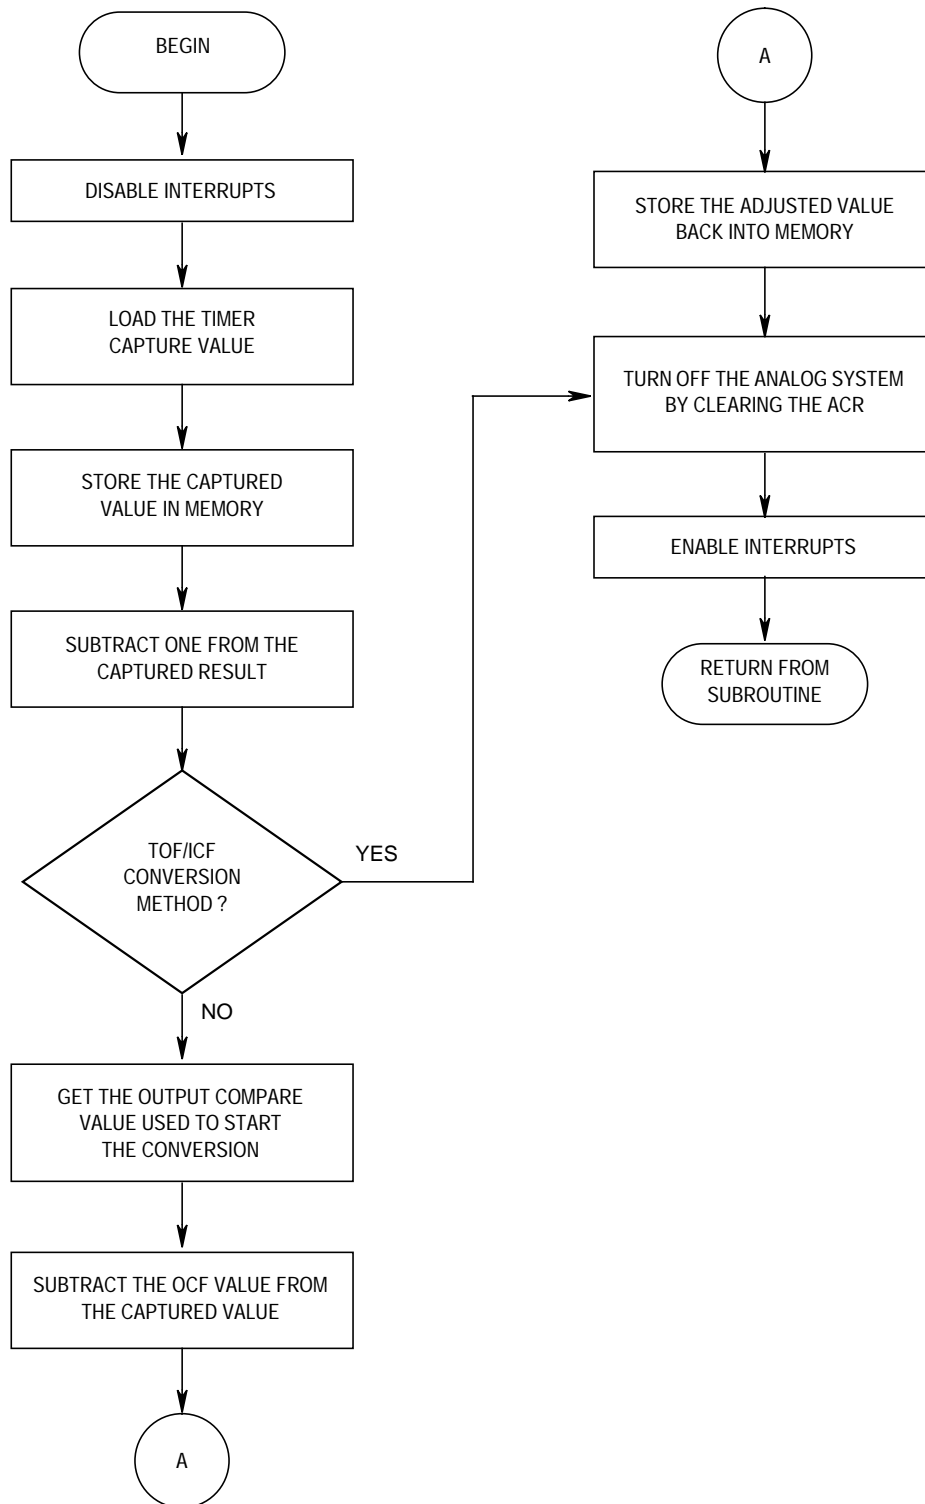 BEGIN
DISABLE INTERRUPTS
LOAD THE TIMER
CAPTURE VALUE
STORE THE CAPTURED
VALUE IN MEMORY
SUBTRACT ONE FROM THE
CAPTURED RESULT
TOF/ICF
CONVERSION
METHOD ?
YES
NO
GET THE OUTPUT COMPARE
VALUE USED TO START
THE CONVERSION
SUBTRACT THE OCF VALUE FROM
THE CAPTURED VALUE
A
A
STORE THE ADJUSTED VALUE
BACK INTO MEMORY
TURN OFF THE ANALOG SYSTEM
BY CLEARING THE ACR
ENABLE INTERRUPTS
RETURN FROM
SUBROUTINE